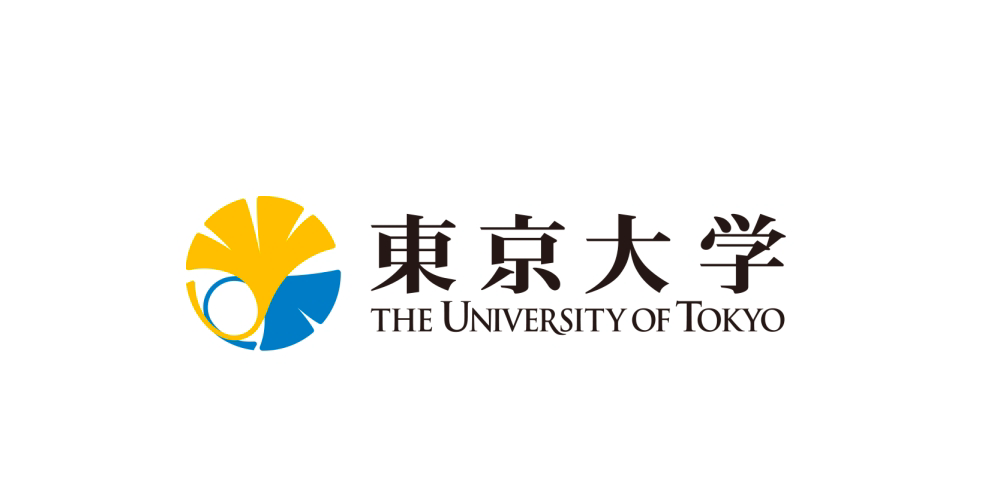 東京大学
THE UNIVERSITY OF TOKYO